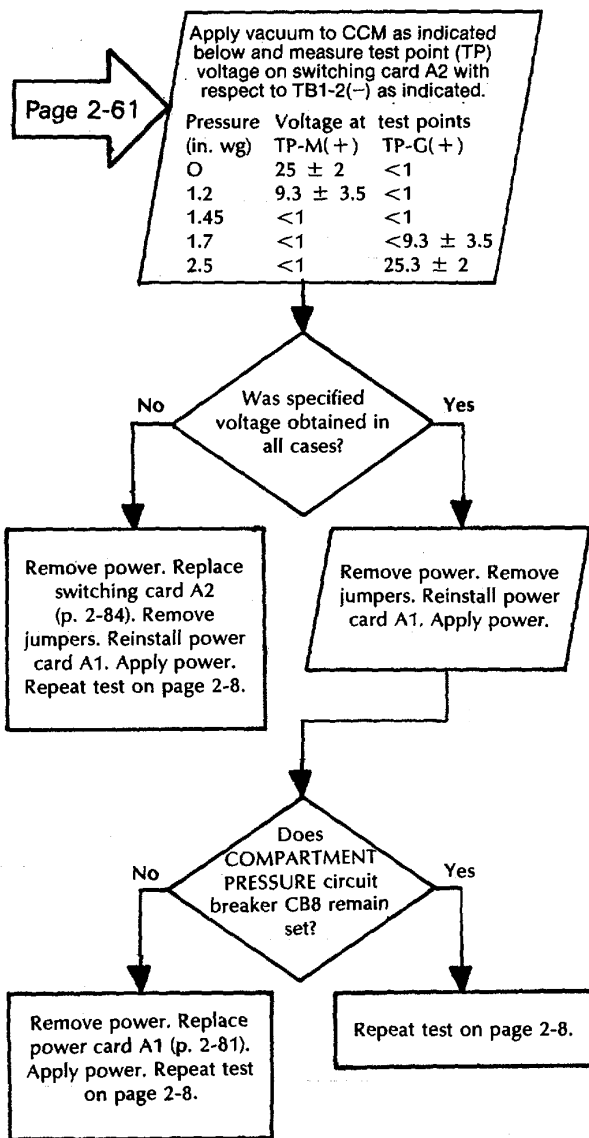 Page 2-61
Apply vacuum to CCM as indicated
below and measure test point (TP)
voltage on switching card A2 with
respect to TB1-2(−) as indicated.
Pressure Voltage at test points
(in. wg) TP-M(+) TP-G(+)
O 25 ± 2 <1
1.2 9.3 ± 3.5 <1
1.45 <1 <1
1.7 <1 <9.3 ± 3.5
2.5 <1 25.3 ± 2
Was specified
voltage obtained in
all cases?
No
Yes
Remove power. Replace
switching card A2
(p. 2-84). Remove
jumpers. Reinstall power
card A1. Apply power.
Repeat test on page 2-8.
Remove power. Remove
jumpers. Reinstall power
card A1. Apply power.
Does
COMPARTMENT
PRESSURE circuit
breaker CB8 remain
set?
No
Yes
Remove power. Replace
power card A1 (p. 2-81).
Apply power. Repeat test
on page 2-8.
Repeat test on page 2-8.